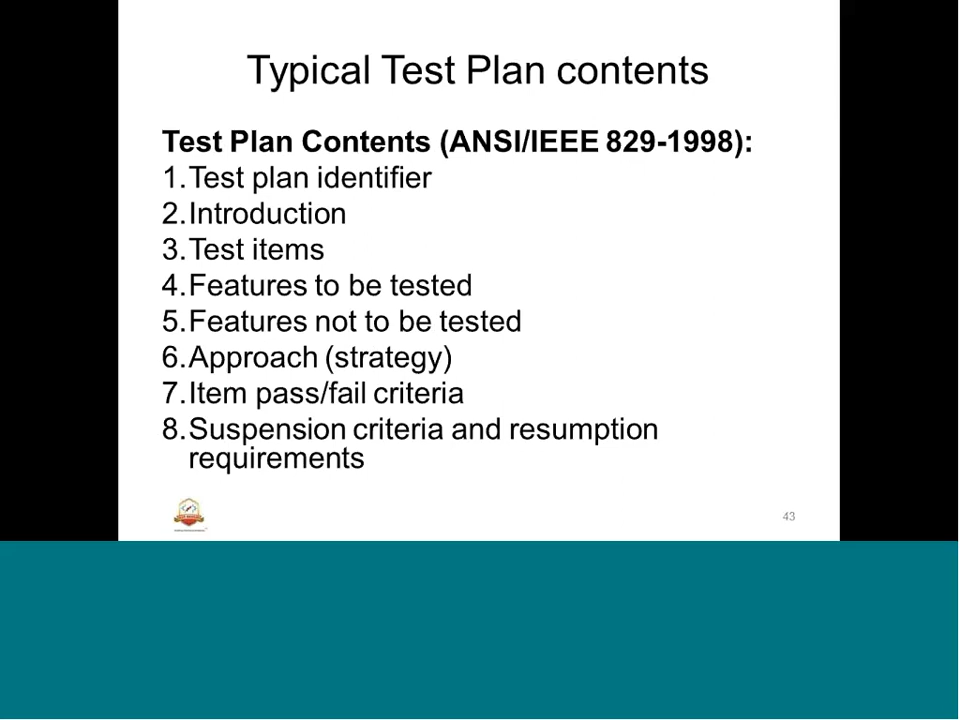 Typical Test Plan contents
Test Plan Contents (ANSI/IEEE 829-1998):
1.Test plan identifier
2.Introduction
3.Test items
4.Features to be tested
5.Features not to be tested
6.Approach (strategy)
7.Item pass/fail criteria
8.Suspension criteria and resumption
requirements
43